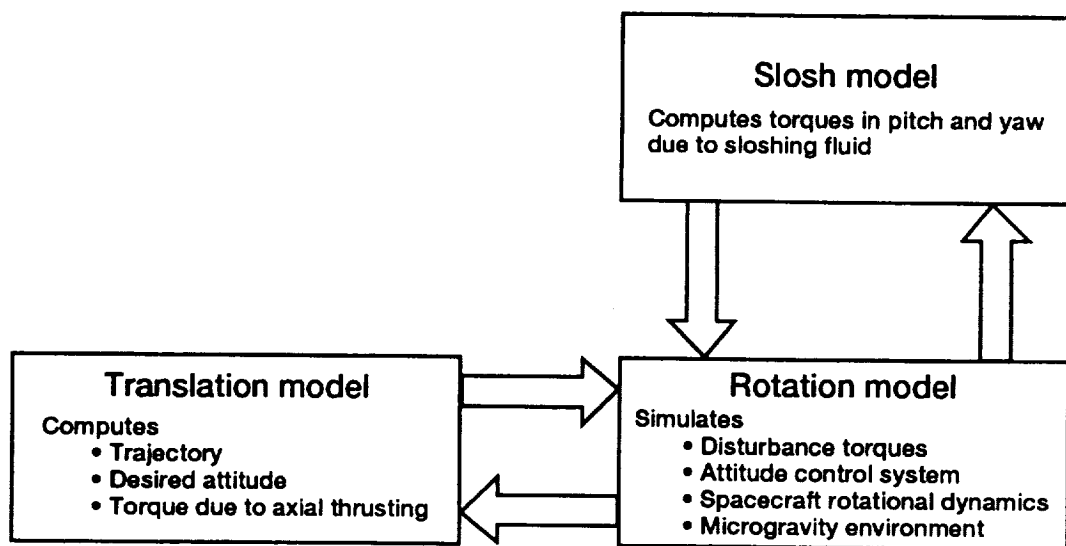 Slosh model
Computes torques in pitch and yaw
due to sloshing fluid
Translation model
Computes
• Trajectory
• Desired attitude
• Torque due to axial thrusting
Rotation model
Simulates
• Disturbance torques
• Attitude control system
• Spacecraft rotational dynamics
• Microgravity environment